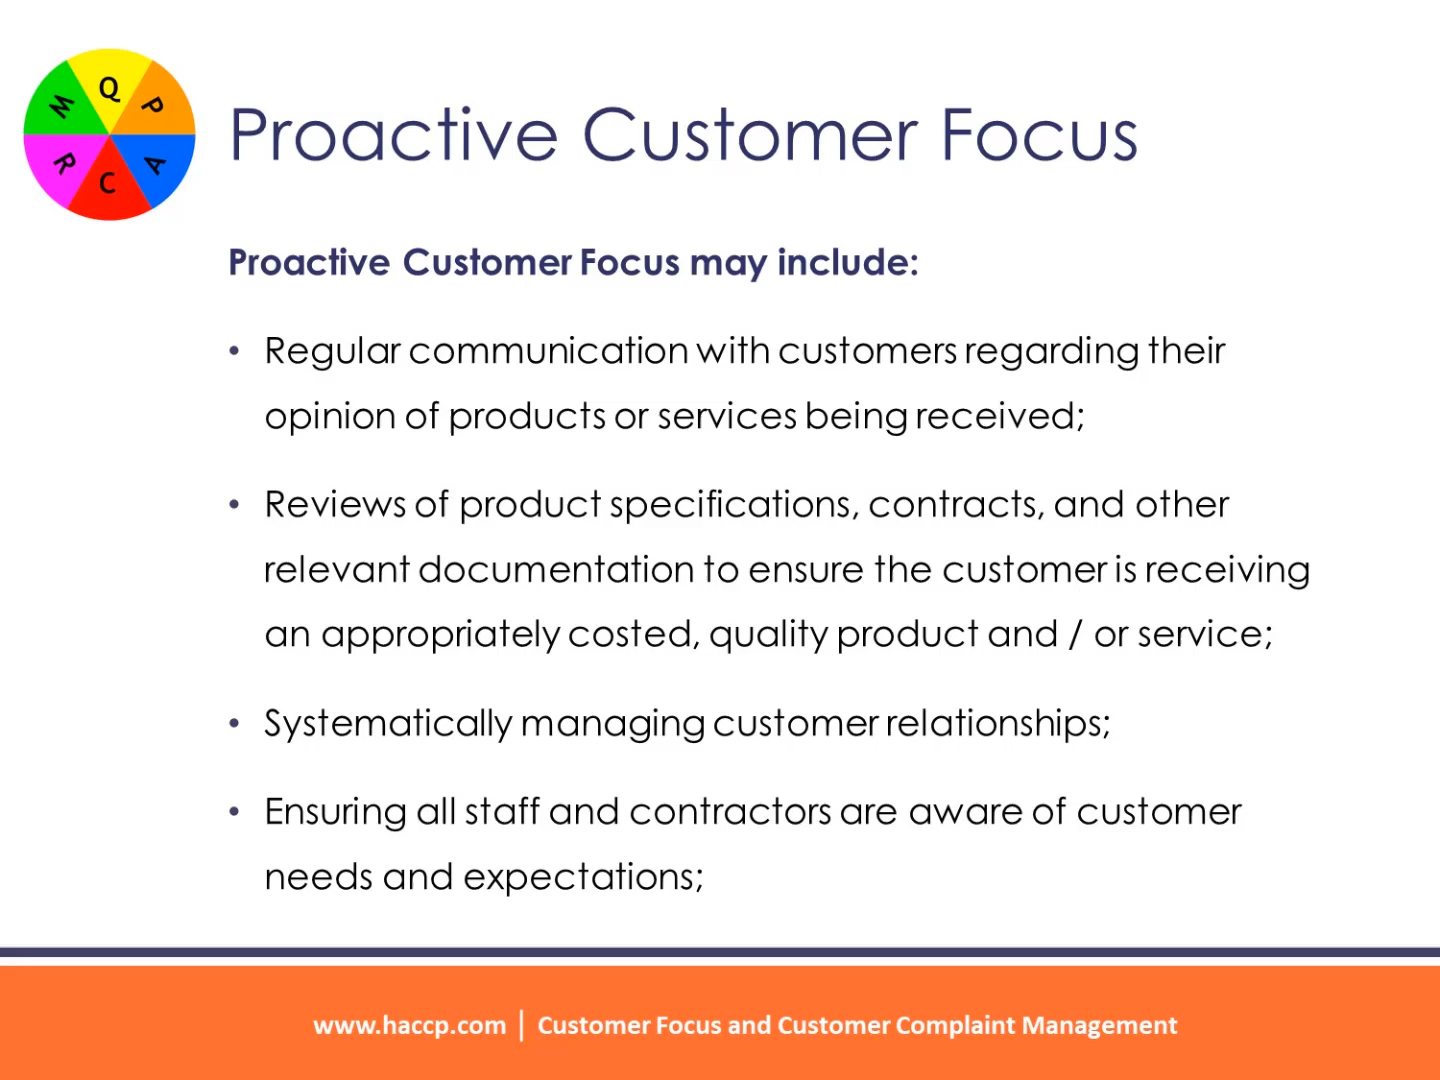 Q
M
P
R
A
C
Proactive Customer Focus
Proactive Customer Focus may include:
• Regular communication with customers regarding their
opinion of products or services being received;
• Reviews of product specifications, contracts, and other
relevant documentation to ensure the customer is receiving
an appropriately costed, quality product and / or service;
• Systematically managing customer relationships;
• Ensuring all staff and contractors are aware of customer
needs and expectations;
www.haccp.com | Customer Focus and Customer Complaint Management